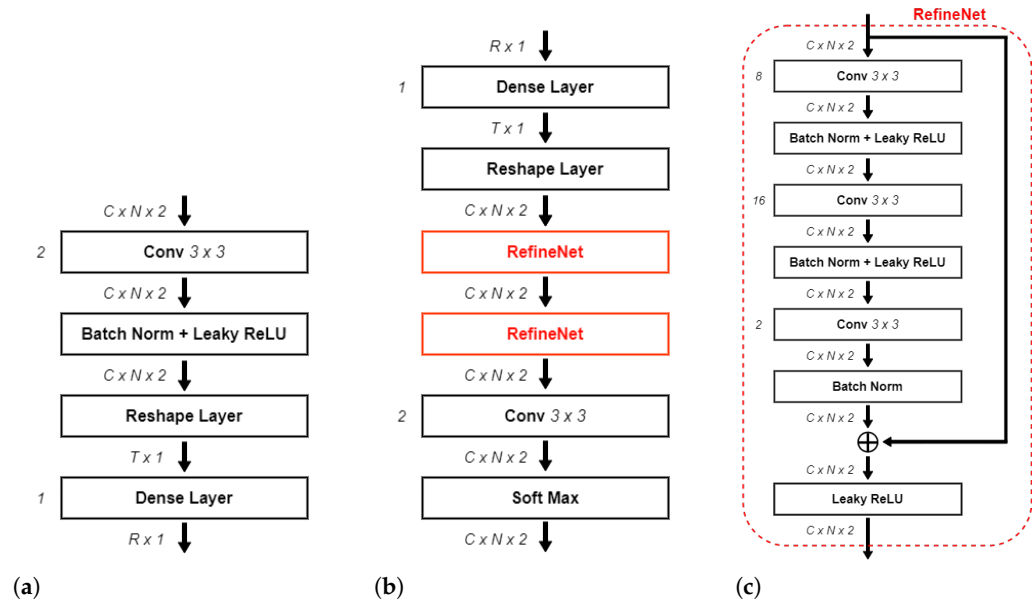 C x N x 2
2
Conv 3 x 3
C x N x 2
Batch Norm + Leaky ReLU
C x N x 2
Reshape Layer
T x 1
1
Dense Layer
R x 1
(a)
R x 1
1
Dense Layer
T x 1
Reshape Layer
C x N x 2
RefineNet
C x N x 2
RefineNet
C x N x 2
2
Conv 3 x 3
C x N x 2
Soft Max
C x N x 2
(b)
RefineNet
C x N x 2
8
Conv 3 x 3
C x N x 2
Batch Norm + Leaky ReLU
C x N x 2
16
Conv 3 x 3
C x N x 2
Batch Norm + Leaky ReLU
C x N x 2
2
Conv 3 x 3
C x N x 2
Batch Norm
C x N x 2
C x N x 2
Leaky ReLU
C x N x 2
(c)